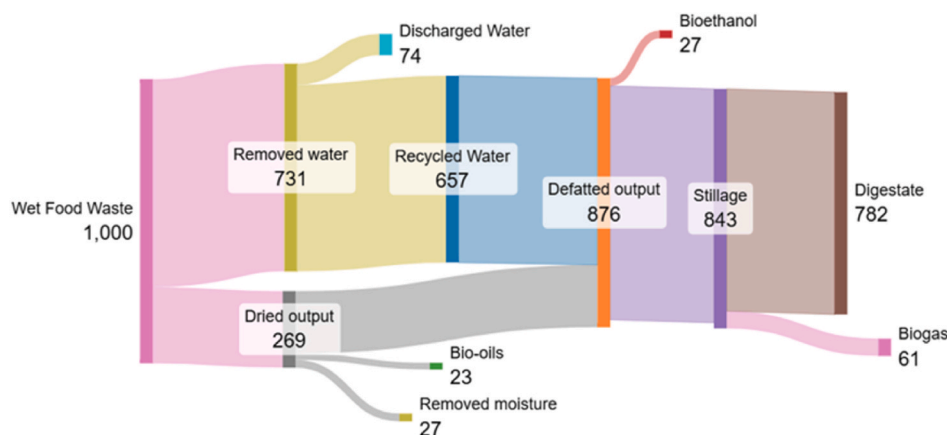 Discharged Water
74
Bioethanol
27
Removed water
731
Recycled Water
657
Defatted output
876
Stillage
843
Digestate
782
Wet Food Waste
1,000
Dried output
269
Bio-oils
23
Removed moisture
27
Biogas
61